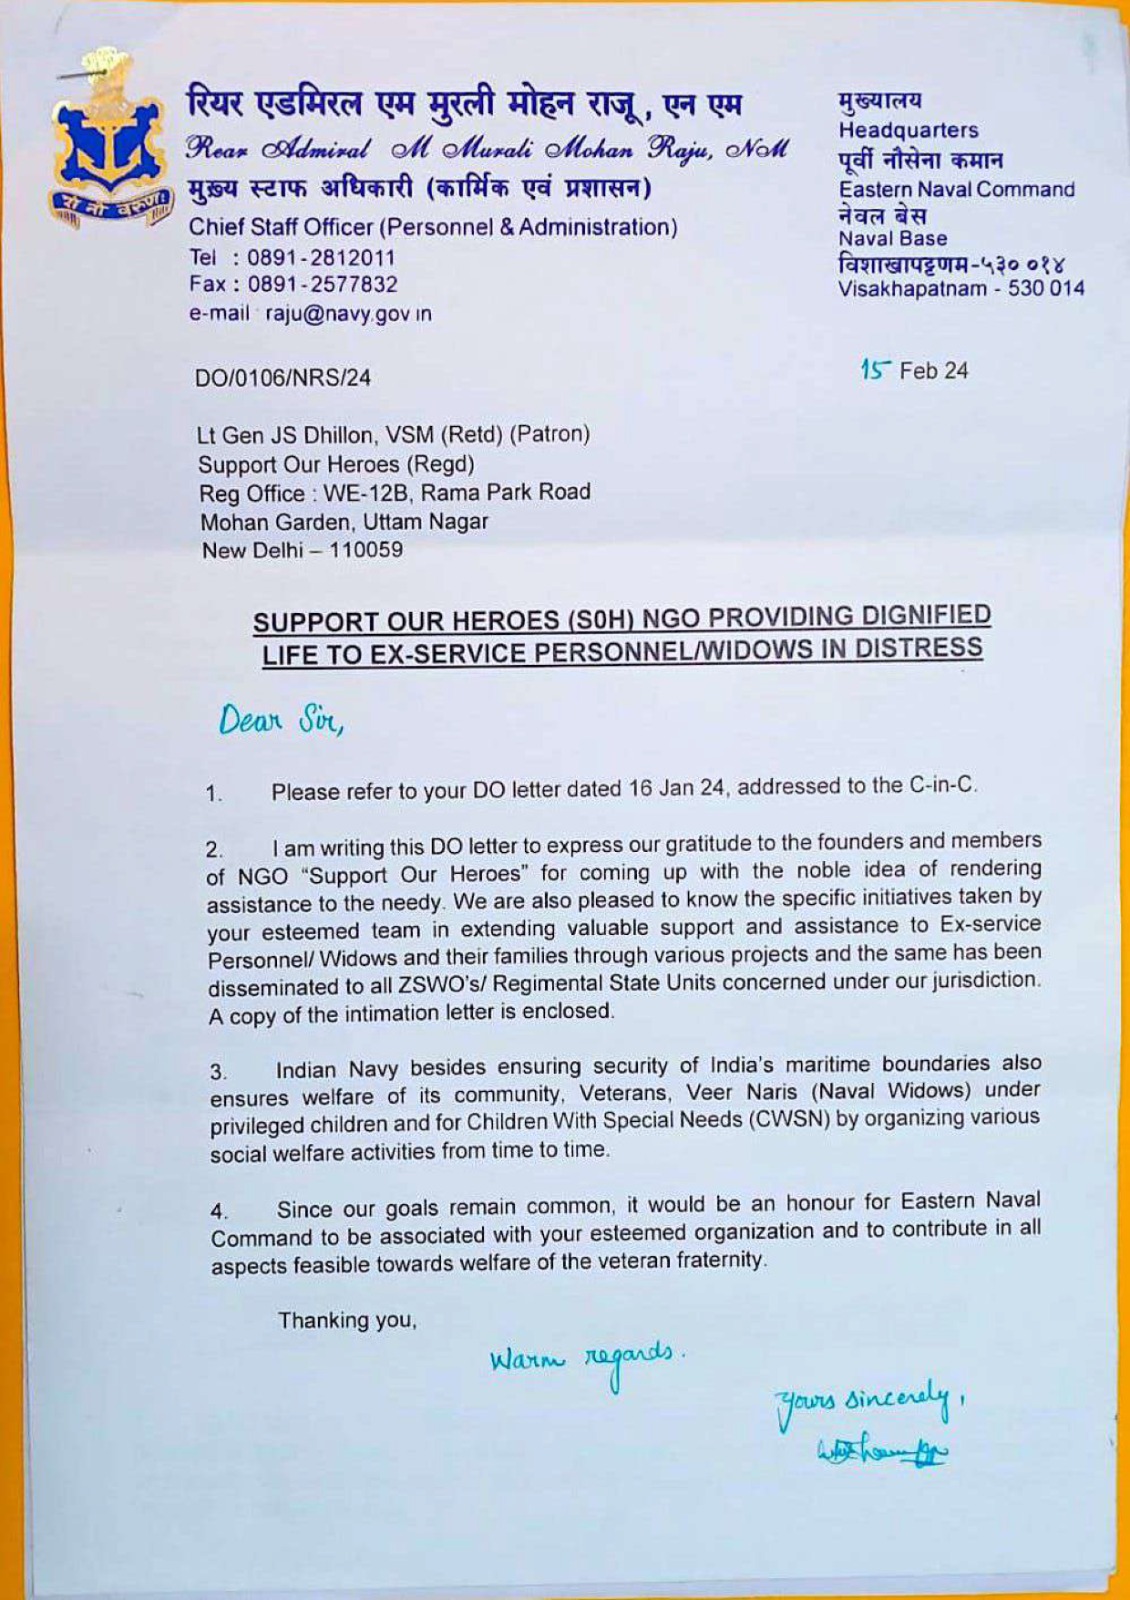 रियर एडमिरल एम मुरली मोहन राजू, एन एम
Rear Admiral M Murali Mohan Raju, NM
मुख्य स्टाफ अधिकारी (कार्मिक एवं प्रशासन)
Chief Staff Officer (Personnel & Administration)
Tel : 0891-2812011
Fax : 0891-2577832
e-mail : raju@navy.gov in
मुख्यालय
Headquarters
पूर्वी नौसेना कमान
Eastern Naval Command
नेवल बेस
Naval Base
विशाखापट्टणम-५३० ०१४
Visakhapatnam - 530 014
शं नो वरुणः
DO/0106/NRS/24
15 Feb 24
Lt Gen JS Dhillon, VSM (Retd) (Patron)
Support Our Heroes (Regd)
Reg Office : WE-12B, Rama Park Road
Mohan Garden, Uttam Nagar
New Delhi – 110059
SUPPORT OUR HEROES (S0H) NGO PROVIDING DIGNIFIED
LIFE TO EX-SERVICE PERSONNEL/WIDOWS IN DISTRESS
Dear Sir,
1. Please refer to your DO letter dated 16 Jan 24, addressed to the C-in-C.
2. I am writing this DO letter to express our gratitude to the founders and members
of NGO “Support Our Heroes” for coming up with the noble idea of rendering
assistance to the needy. We are also pleased to know the specific initiatives taken by
your esteemed team in extending valuable support and assistance to Ex-service
Personnel/ Widows and their families through various projects and the same has been
disseminated to all ZSWO's/ Regimental State Units concerned under our jurisdiction.
A copy of the intimation letter is enclosed.
3. Indian Navy besides ensuring security of India's maritime boundaries also
ensures welfare of its community, Veterans, Veer Naris (Naval Widows) under
privileged children and for Children With Special Needs (CWSN) by organizing various
social welfare activities from time to time.
4. Since our goals remain common, it would be an honour for Eastern Naval
Command to be associated with your esteemed organization and to contribute in all
aspects feasible towards welfare of the veteran fraternity.
Thanking you,
Warm regards.
Yours sincerely,